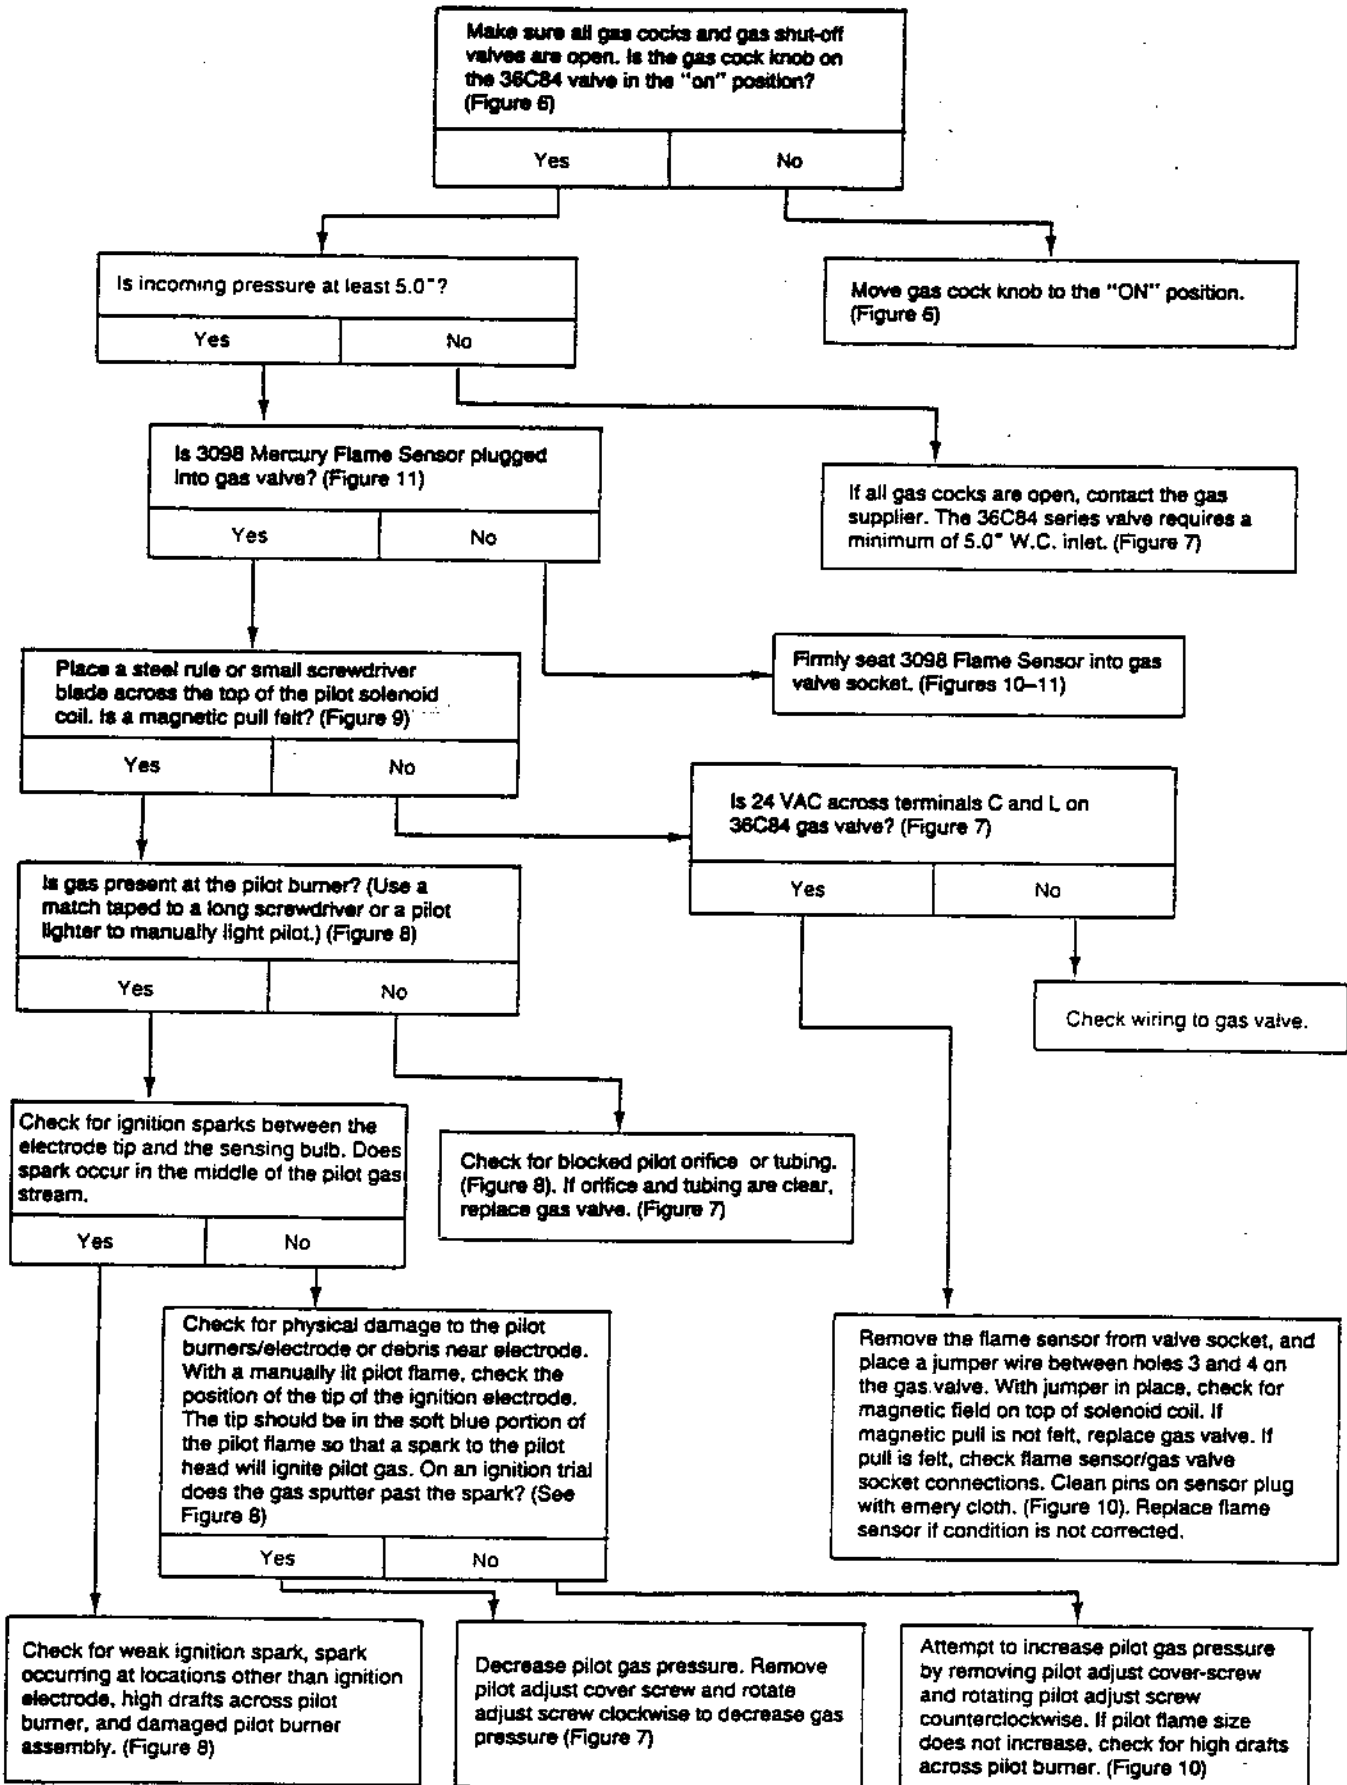 Make sure all gas cocks and gas shut-off
valves are open. Is the gas cock knob on
the 36C84 valve in the "on" position?
(Figure 6)
Yes
No
Is incoming pressure at least 5.0"?
Yes
No
Move gas cock knob to the "ON" position.
(Figure 6)
Is 3098 Mercury Flame Sensor plugged
into gas valve? (Figure 11)
Yes
No
If all gas cocks are open, contact the gas
supplier. The 36C84 series valve requires a
minimum of 5.0" W.C. inlet. (Figure 7)
Place a steel rule or small screwdriver
blade across the top of the pilot solenoid
coil. Is a magnetic pull felt? (Figure 9)
Yes
No
Firmly seat 3098 Flame Sensor into gas
valve socket. (Figures 10–11)
Is 24 VAC across terminals C and L on
36C84 gas valve? (Figure 7)
Yes
No
Is gas present at the pilot burner? (Use a
match taped to a long screwdriver or a pilot
lighter to manually light pilot.) (Figure 8)
Yes
No
Check wiring to gas valve.
Check for ignition sparks between the
electrode tip and the sensing bulb. Does
spark occur in the middle of the pilot gas
stream.
Yes
No
Check for blocked pilot orifice or tubing.
(Figure 8). If orifice and tubing are clear,
replace gas valve. (Figure 7)
Check for physical damage to the pilot
burners/electrode or debris near electrode.
With a manually lit pilot flame, check the
position of the tip of the ignition electrode.
The tip should be in the soft blue portion of
the pilot flame so that a spark to the pilot
head will ignite pilot gas. On an ignition trial
does the gas sputter past the spark? (See
Figure 8)
Yes
No
Remove the flame sensor from valve socket, and
place a jumper wire between holes 3 and 4 on
the gas valve. With jumper in place, check for
magnetic field on top of solenoid coil. If
magnetic pull is not felt, replace gas valve. If
pull is felt, check flame sensor/gas valve
socket connections. Clean pins on sensor plug
with emery cloth. (Figure 10). Replace flame
sensor if condition is not corrected.
Check for weak ignition spark, spark
occurring at locations other than ignition
electrode, high drafts across pilot
burner, and damaged pilot burner
assembly. (Figure 8)
Decrease pilot gas pressure. Remove
pilot adjust cover screw and rotate
adjust screw clockwise to decrease gas
pressure (Figure 7)
Attempt to increase pilot gas pressure
by removing pilot adjust cover-screw
and rotating pilot adjust screw
counterclockwise. If pilot flame size
does not increase, check for high drafts
across pilot burner. (Figure 10)